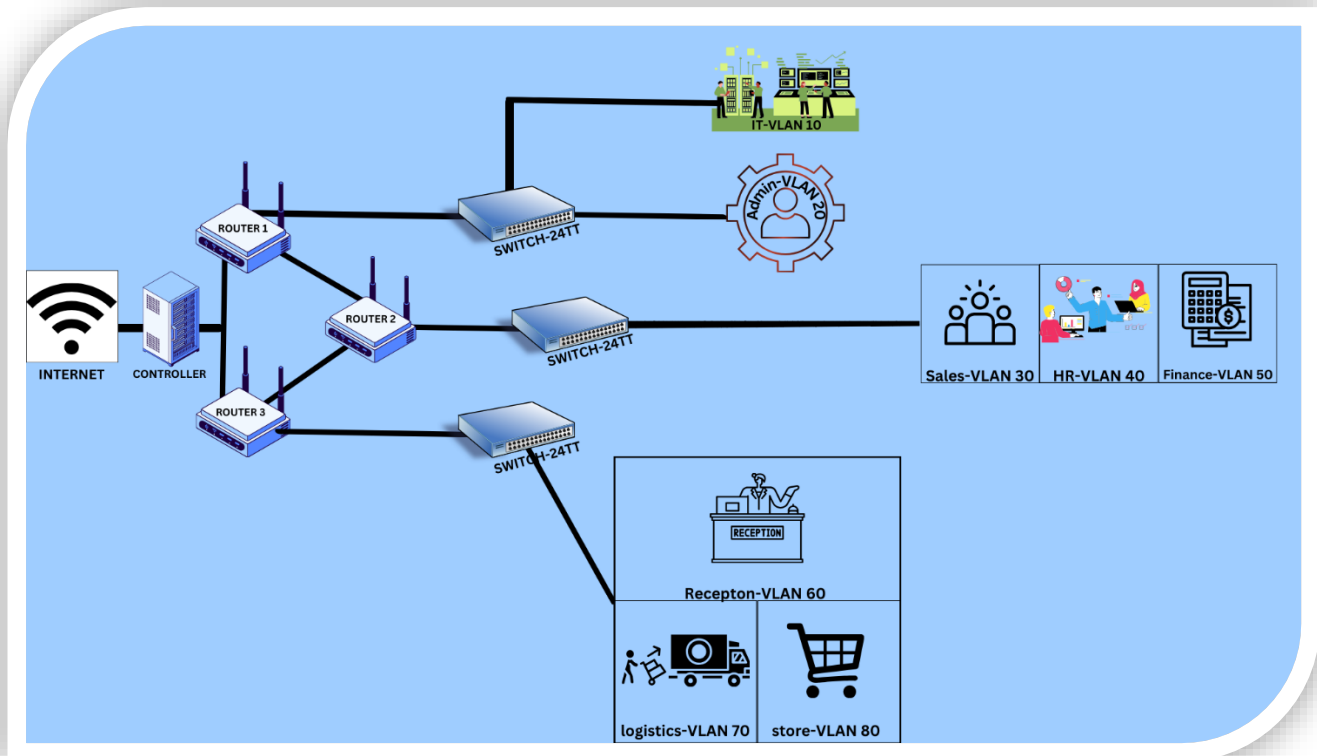 IT-VLAN 10
Admin-VLAN 20
ROUTER 1
SWITCH-24TT
ROUTER 2
SWITCH-24TT
INTERNET
CONTROLLER
Sales-VLAN 30
HR-VLAN 40
Finance-VLAN 50
ROUTER 3
SWITCH-24TT
RECEPTION
Recepton-VLAN 60
logistics-VLAN 70
store-VLAN 80